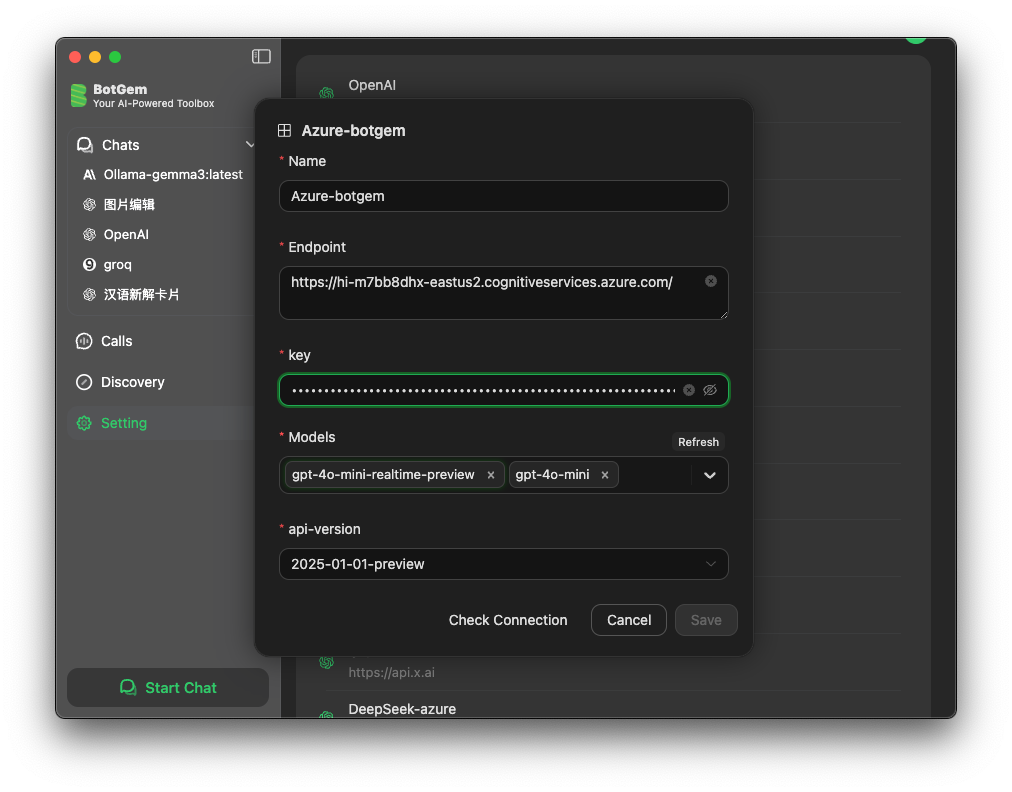 BotGem
Your AI-Powered Toolbox
Chats
Ollama-gemma3:latest
图片编辑
OpenAI
groq
汉语新解卡片
Calls
Discovery
Setting
Start Chat
OpenAI
Azure-botgem
* Name
Azure-botgem
* Endpoint
https://hi-m7bb8dhx-eastus2.cognitiveservices.azure.com/
* key
* Models
Refresh
gpt-4o-mini-realtime-preview
gpt-4o-mini
* api-version
2025-01-01-preview
Check Connection
Cancel
Save
https://api.x.ai
DeepSeek-azure